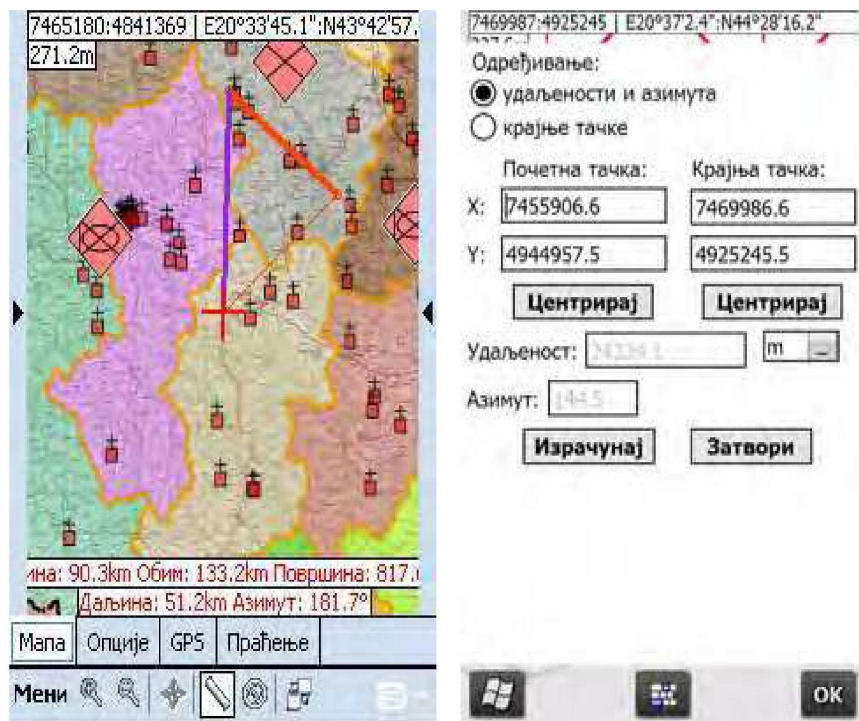 7465180:4841369 | E20°33'45.1":N43°42'57.
271.2m
ина: 90.3km Обим: 133.2km Површина: 817.
Даљина: 51.2km Азимут: 181.7°
Мапа Опције GPS Праћење
Мени
7469987:4925245 | E20°37'2.4":N44°28'16.2"
Одређивање:
удаљености и азимута
крајње тачке
Почетна тачка: Крајња тачка:
X: 7455906.6 7469986.6
Y: 4944957.5 4925245.5
Центрирај Центрирај
Удаљеност: m
Азимут: 144.5
Израчунај Затвори
OK